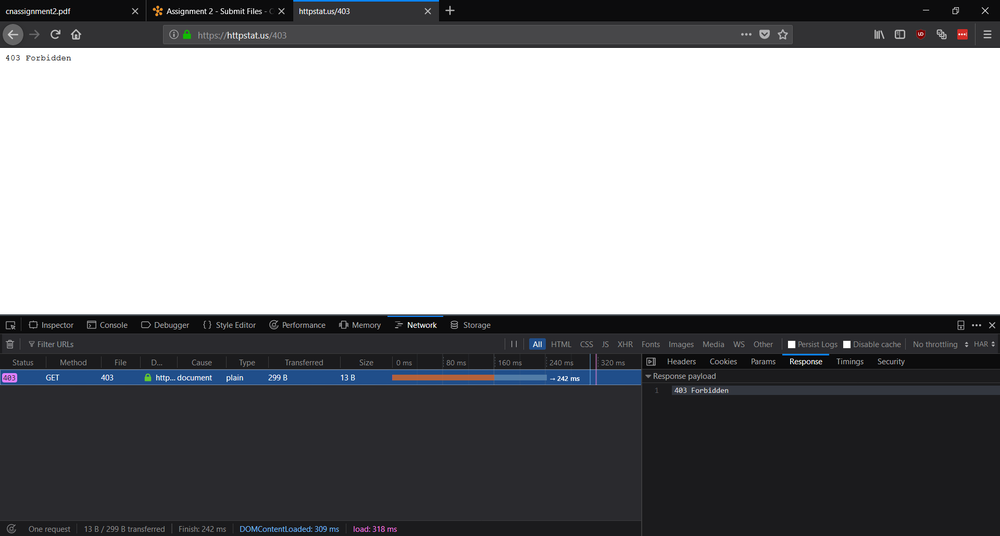 cnassignment2.pdf
Assignment 2 - Submit Files - C
httpstat.us/403
https://httpstat.us/403
403 Forbidden
Inspector Console Debugger Style Editor Performance Memory Network Storage
Filter URLs All HTML CSS JS XHR Fonts Images Media WS Other Persist Logs Disable cache No throttling HAR
Status Method File D... Cause Type Transferred Size 0 ms 80 ms 160 ms 240 ms 320 ms
403 GET 403 http... document plain 299 B 13 B → 242 ms
Headers Cookies Params Response Timings Security
Response payload
1 403 Forbidden
One request 13 B / 299 B transferred Finish: 242 ms DOMContentLoaded: 309 ms load: 318 ms